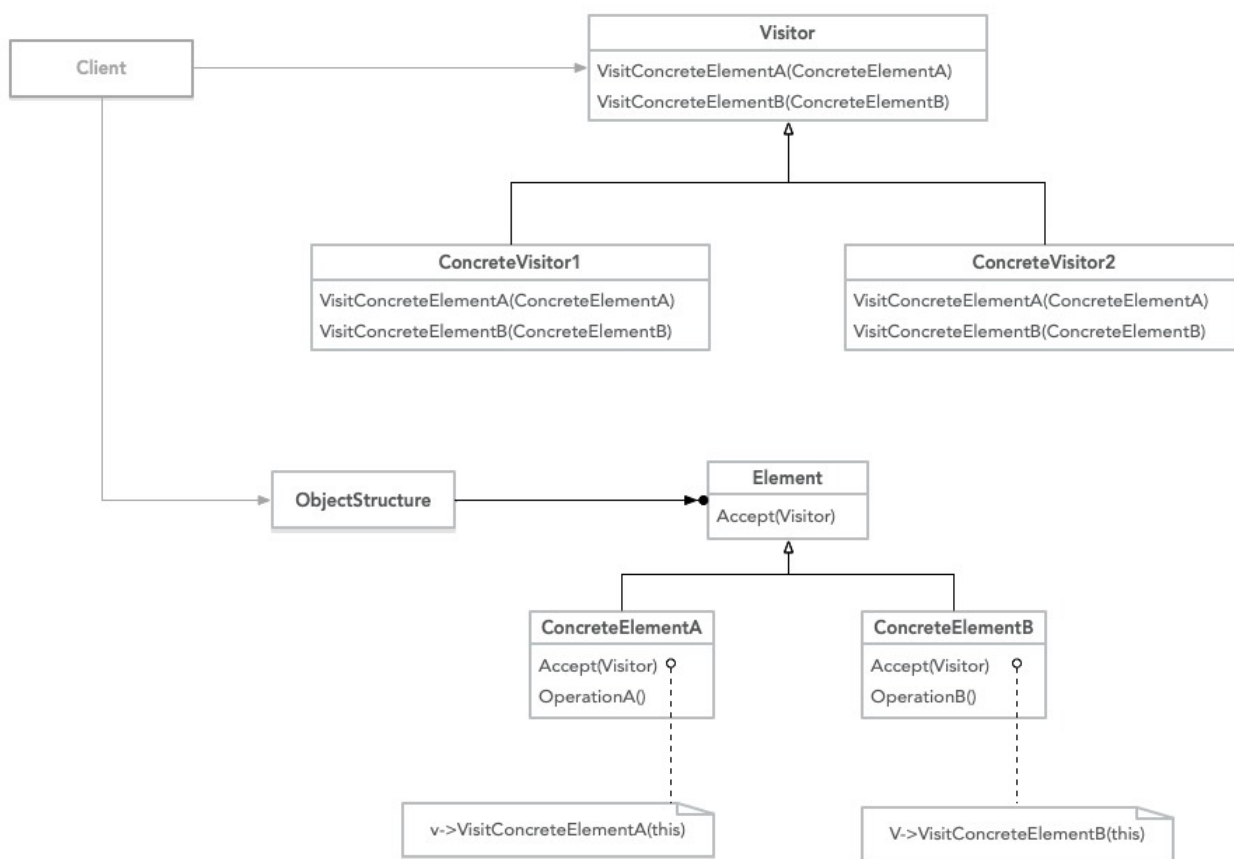 Client
Visitor
VisitConcreteElementA(ConcreteElementA)
VisitConcreteElementB(ConcreteElementB)
ConcreteVisitor1
VisitConcreteElementA(ConcreteElementA)
VisitConcreteElementB(ConcreteElementB)
ConcreteVisitor2
VisitConcreteElementA(ConcreteElementA)
VisitConcreteElementB(ConcreteElementB)
ObjectStructure
Element
Accept(Visitor)
ConcreteElementA
Accept(Visitor)
OperationA()
ConcreteElementB
Accept(Visitor)
OperationB()
v->VisitConcreteElementA(this)
V->VisitConcreteElementB(this)